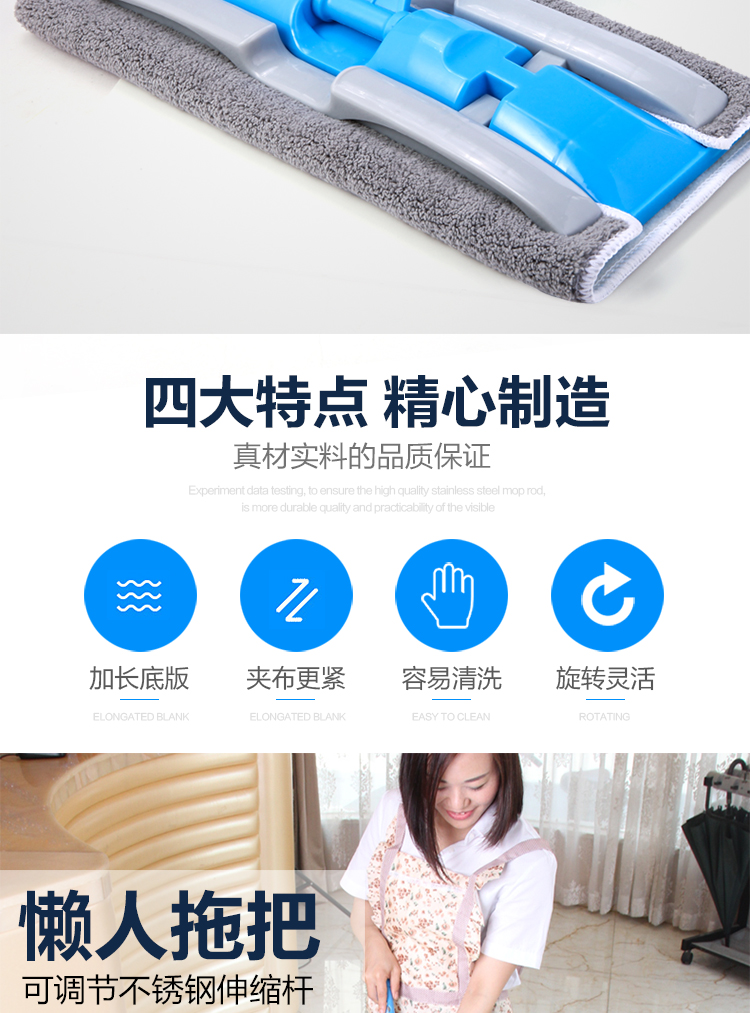 四大特点 精心制造
真材实料的品质保证
Experiment data testing, to ensure the high quality stainless steel mop rod,
is more durable quality and practicability of the visible
加长底版 夹布更紧 容易清洗 旋转灵活
ELONGATED BLANK ELONGATED BLANK EASY TO CLEAN ROTATING
懒人拖把
可调节不锈钢伸缩杆